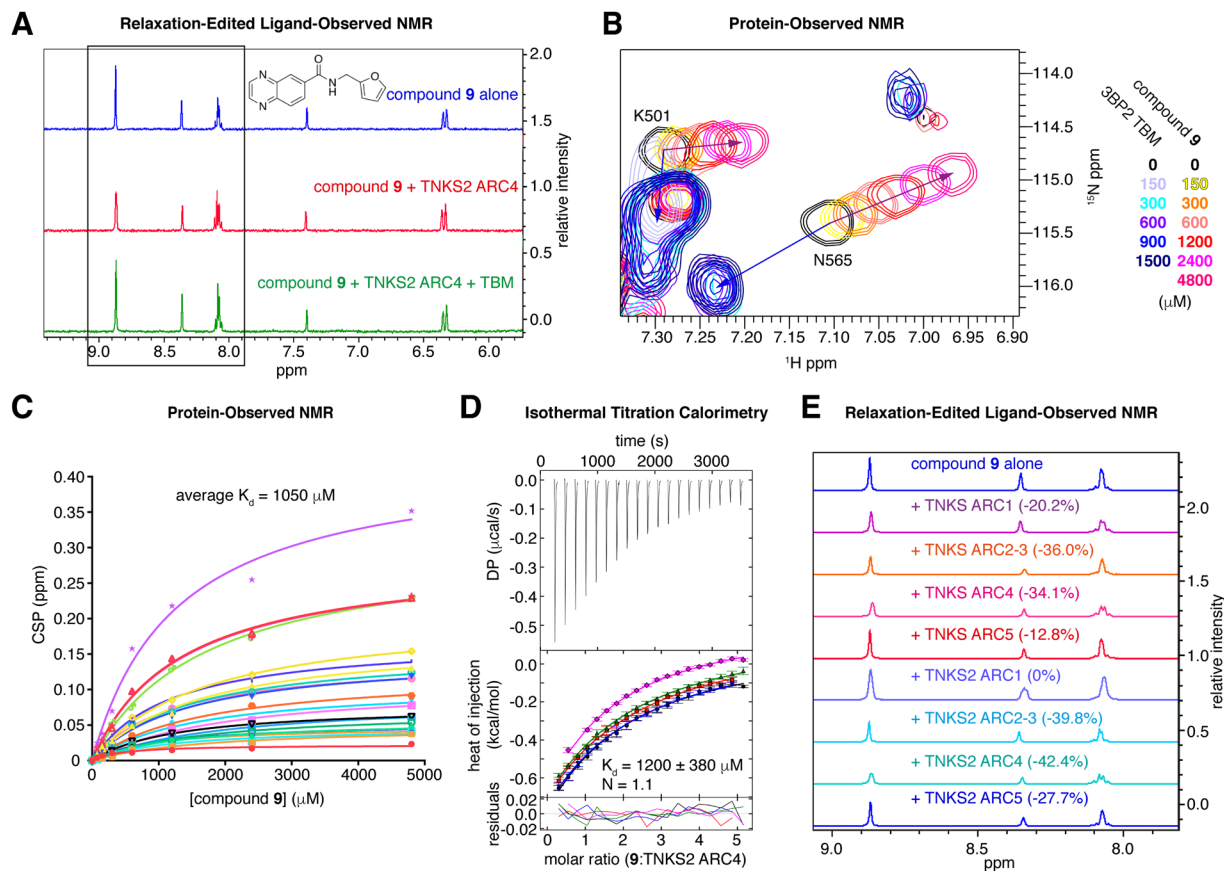 A
Relaxation-Edited Ligand-Observed NMR
2.0
1.5
1.0
0.5
0.0
relative intensity
N
N
O
N
H
O
compound 9 alone
compound 9 + TNKS2 ARC4
compound 9 + TNKS2 ARC4 + TBM
9.0 8.5 8.0 7.5 7.0 6.5 6.0
ppm
B
Protein-Observed NMR
K501
N565
114.0
114.5
115.0
115.5
116.0
15N ppm
7.30 7.25 7.20 7.15 7.10 7.05 7.00 6.95 6.90
1H ppm
3BP2 TBM
compound 9
0 0
150 150
300 300
600 600
900 1200
1500 2400
4800
(μM)
C
Protein-Observed NMR
average Kd = 1050 μM
0.40
0.35
0.30
0.25
0.20
0.15
0.10
0.05
0
CSP (ppm)
0 1000 2000 3000 4000 5000
[compound 9] (μM)
D
Isothermal Titration Calorimetry
time (s)
0 1000 2000 3000
0.0
-0.1
-0.2
-0.3
-0.4
-0.5
DP (μcal/s)
0.0
-0.2
-0.4
-0.6
heat of injection
(kcal/mol)
Kd = 1200 ± 380 μM
N = 1.1
0.02
0.00
-0.02
residuals
0 1 2 3 4 5
molar ratio (9:TNKS2 ARC4)
E
Relaxation-Edited Ligand-Observed NMR
compound 9 alone
+ TNKS ARC1 (-20.2%)
+ TNKS ARC2-3 (-36.0%)
+ TNKS ARC4 (-34.1%)
+ TNKS ARC5 (-12.8%)
+ TNKS2 ARC1 (0%)
+ TNKS2 ARC2-3 (-39.8%)
+ TNKS2 ARC4 (-42.4%)
+ TNKS2 ARC5 (-27.7%)
2.0
1.5
1.0
0.5
0.0
relative intensity
9.0 8.5 8.0
ppm